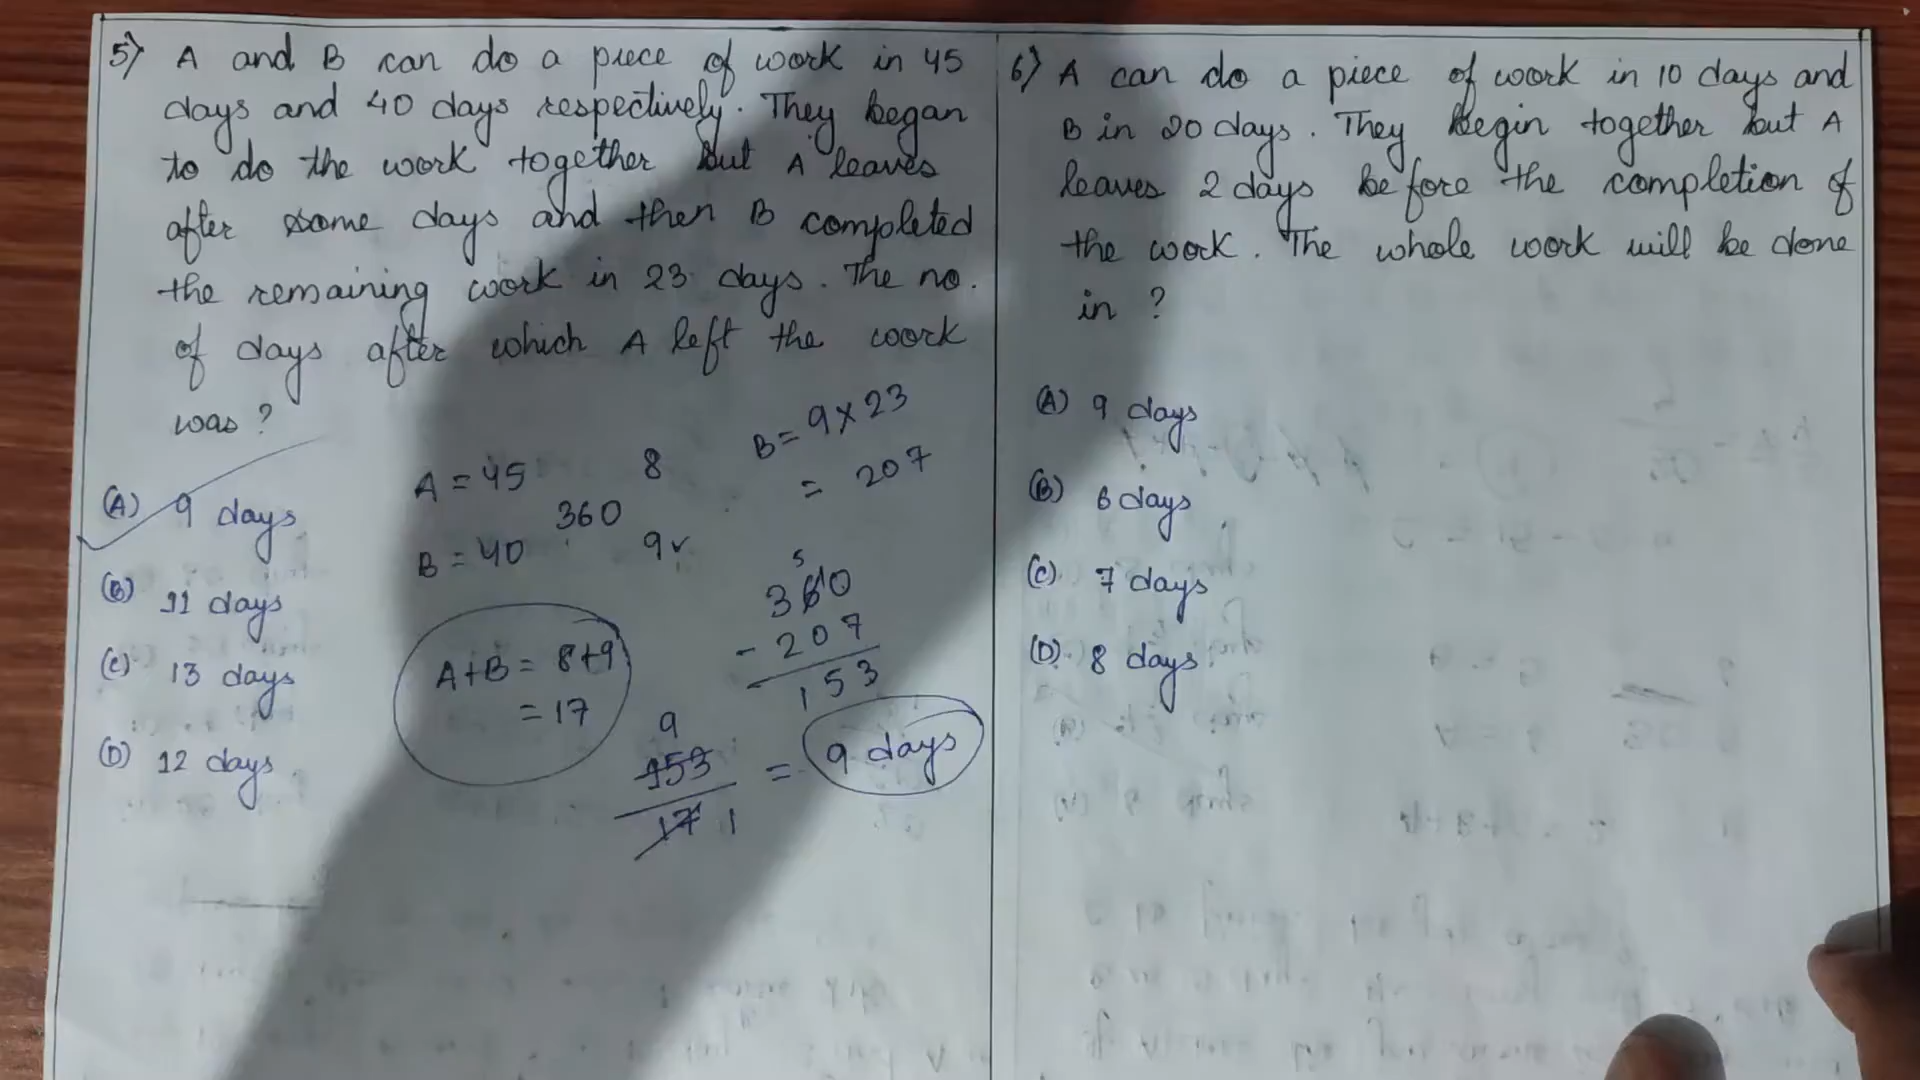 5) A and B can do a piece of work in 45
days and 40 days respectively. They began
to do the work together but A leaves
after some days and then B completed
the remaining work in 23 days. The no.
of days after which A left the work
was?
(A) 9 days
(B) 11 days
(C) 13 days
(D) 12 days
A = 45 8
360
B = 40 9
A+B = 8+9
= 17
B = 9 x 23
= 207
5
360
- 207
153
9
153
17 1
= 9 days
6) A can do a piece of work in 10 days and
B in 20 days. They begin together but A
leaves 2 days before the completion of
the work. The whole work will be done
in ?
(A) 9 days
(B) 6 days
(C) 7 days
(D) 8 days